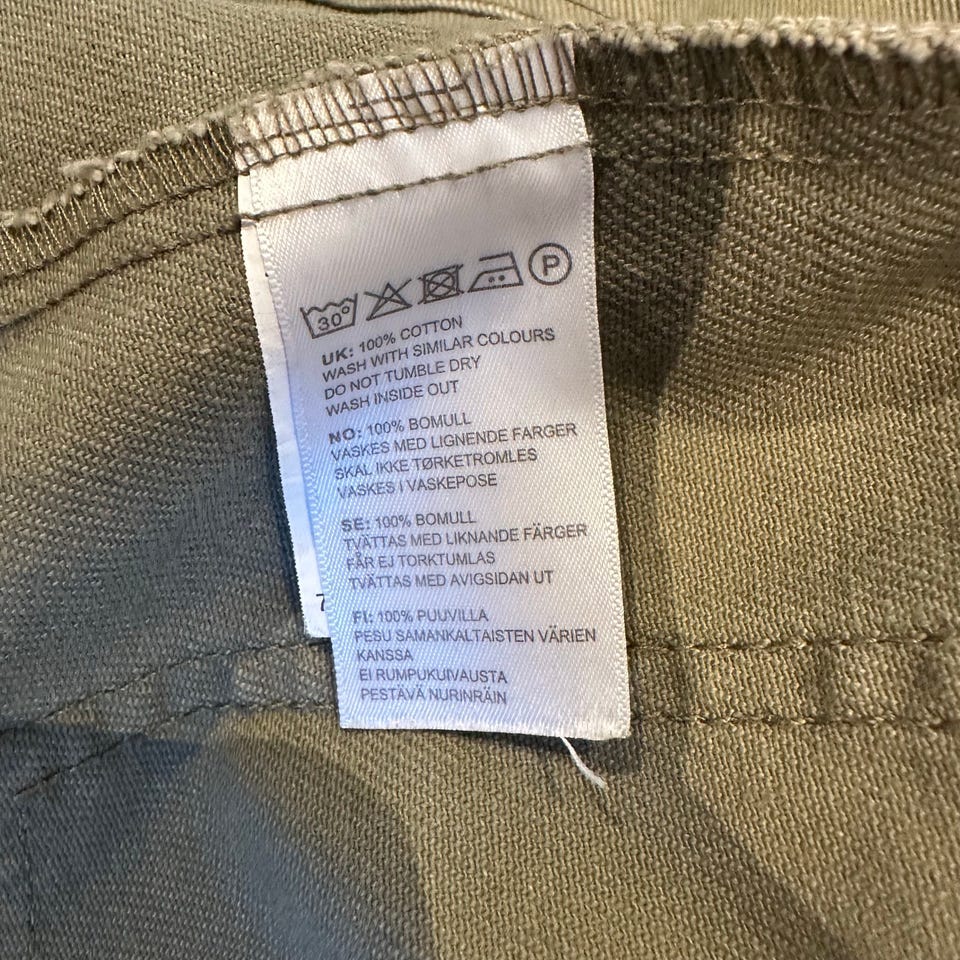 30° P
UK: 100% COTTON
WASH WITH SIMILAR COLOURS
DO NOT TUMBLE DRY
WASH INSIDE OUT
NO: 100% BOMULL
VASKES MED LIGNENDE FARGER
SKAL IKKE TØRKETROMLES
VASKES I VASKEPOSE
SE: 100% BOMULL
TVÄTTAS MED LIKNANDE FÄRGER
FÅR EJ TORKTUMLAS
TVÄTTAS MED AVIGSIDAN UT
7
FI: 100% PUUVILLA
PESU SAMANKALTAISTEN VÄRIEN
KANSSA
EI RUMPUKUIVAUSTA
PESTÄVÄ NURINRÄIN